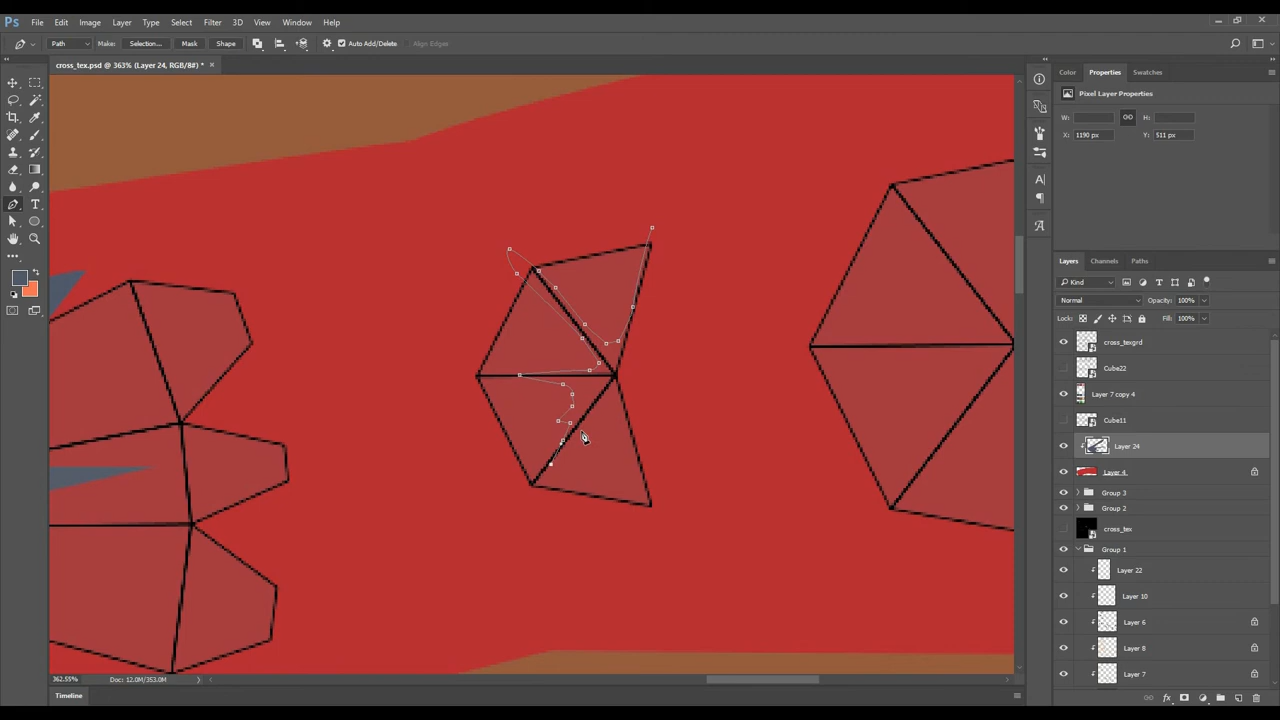 Ps File Edit Image Layer Type Select Filter 3D View Window Help
Path Make: Selection... Mask Shape Auto Add/Delete Align Edges
cross_tex.psd @ 363% (Layer 24, RGB/8#) * ×
Color Properties Swatches
Pixel Layer Properties
W: H:
X: 1190 px Y: 511 px
Layers Channels Paths
Kind
Normal Opacity: 100%
Lock: Fill: 100%
cross_texgrd
Cube22
Layer 7 copy 4
Cube11
Layer 24
Layer 4
Group 3
Group 2
cross_tex
Group 1
Layer 22
Layer 10
Layer 6
Layer 8
Layer 7
362.55% Doc: 12.0M/353.0M
Timeline
fx